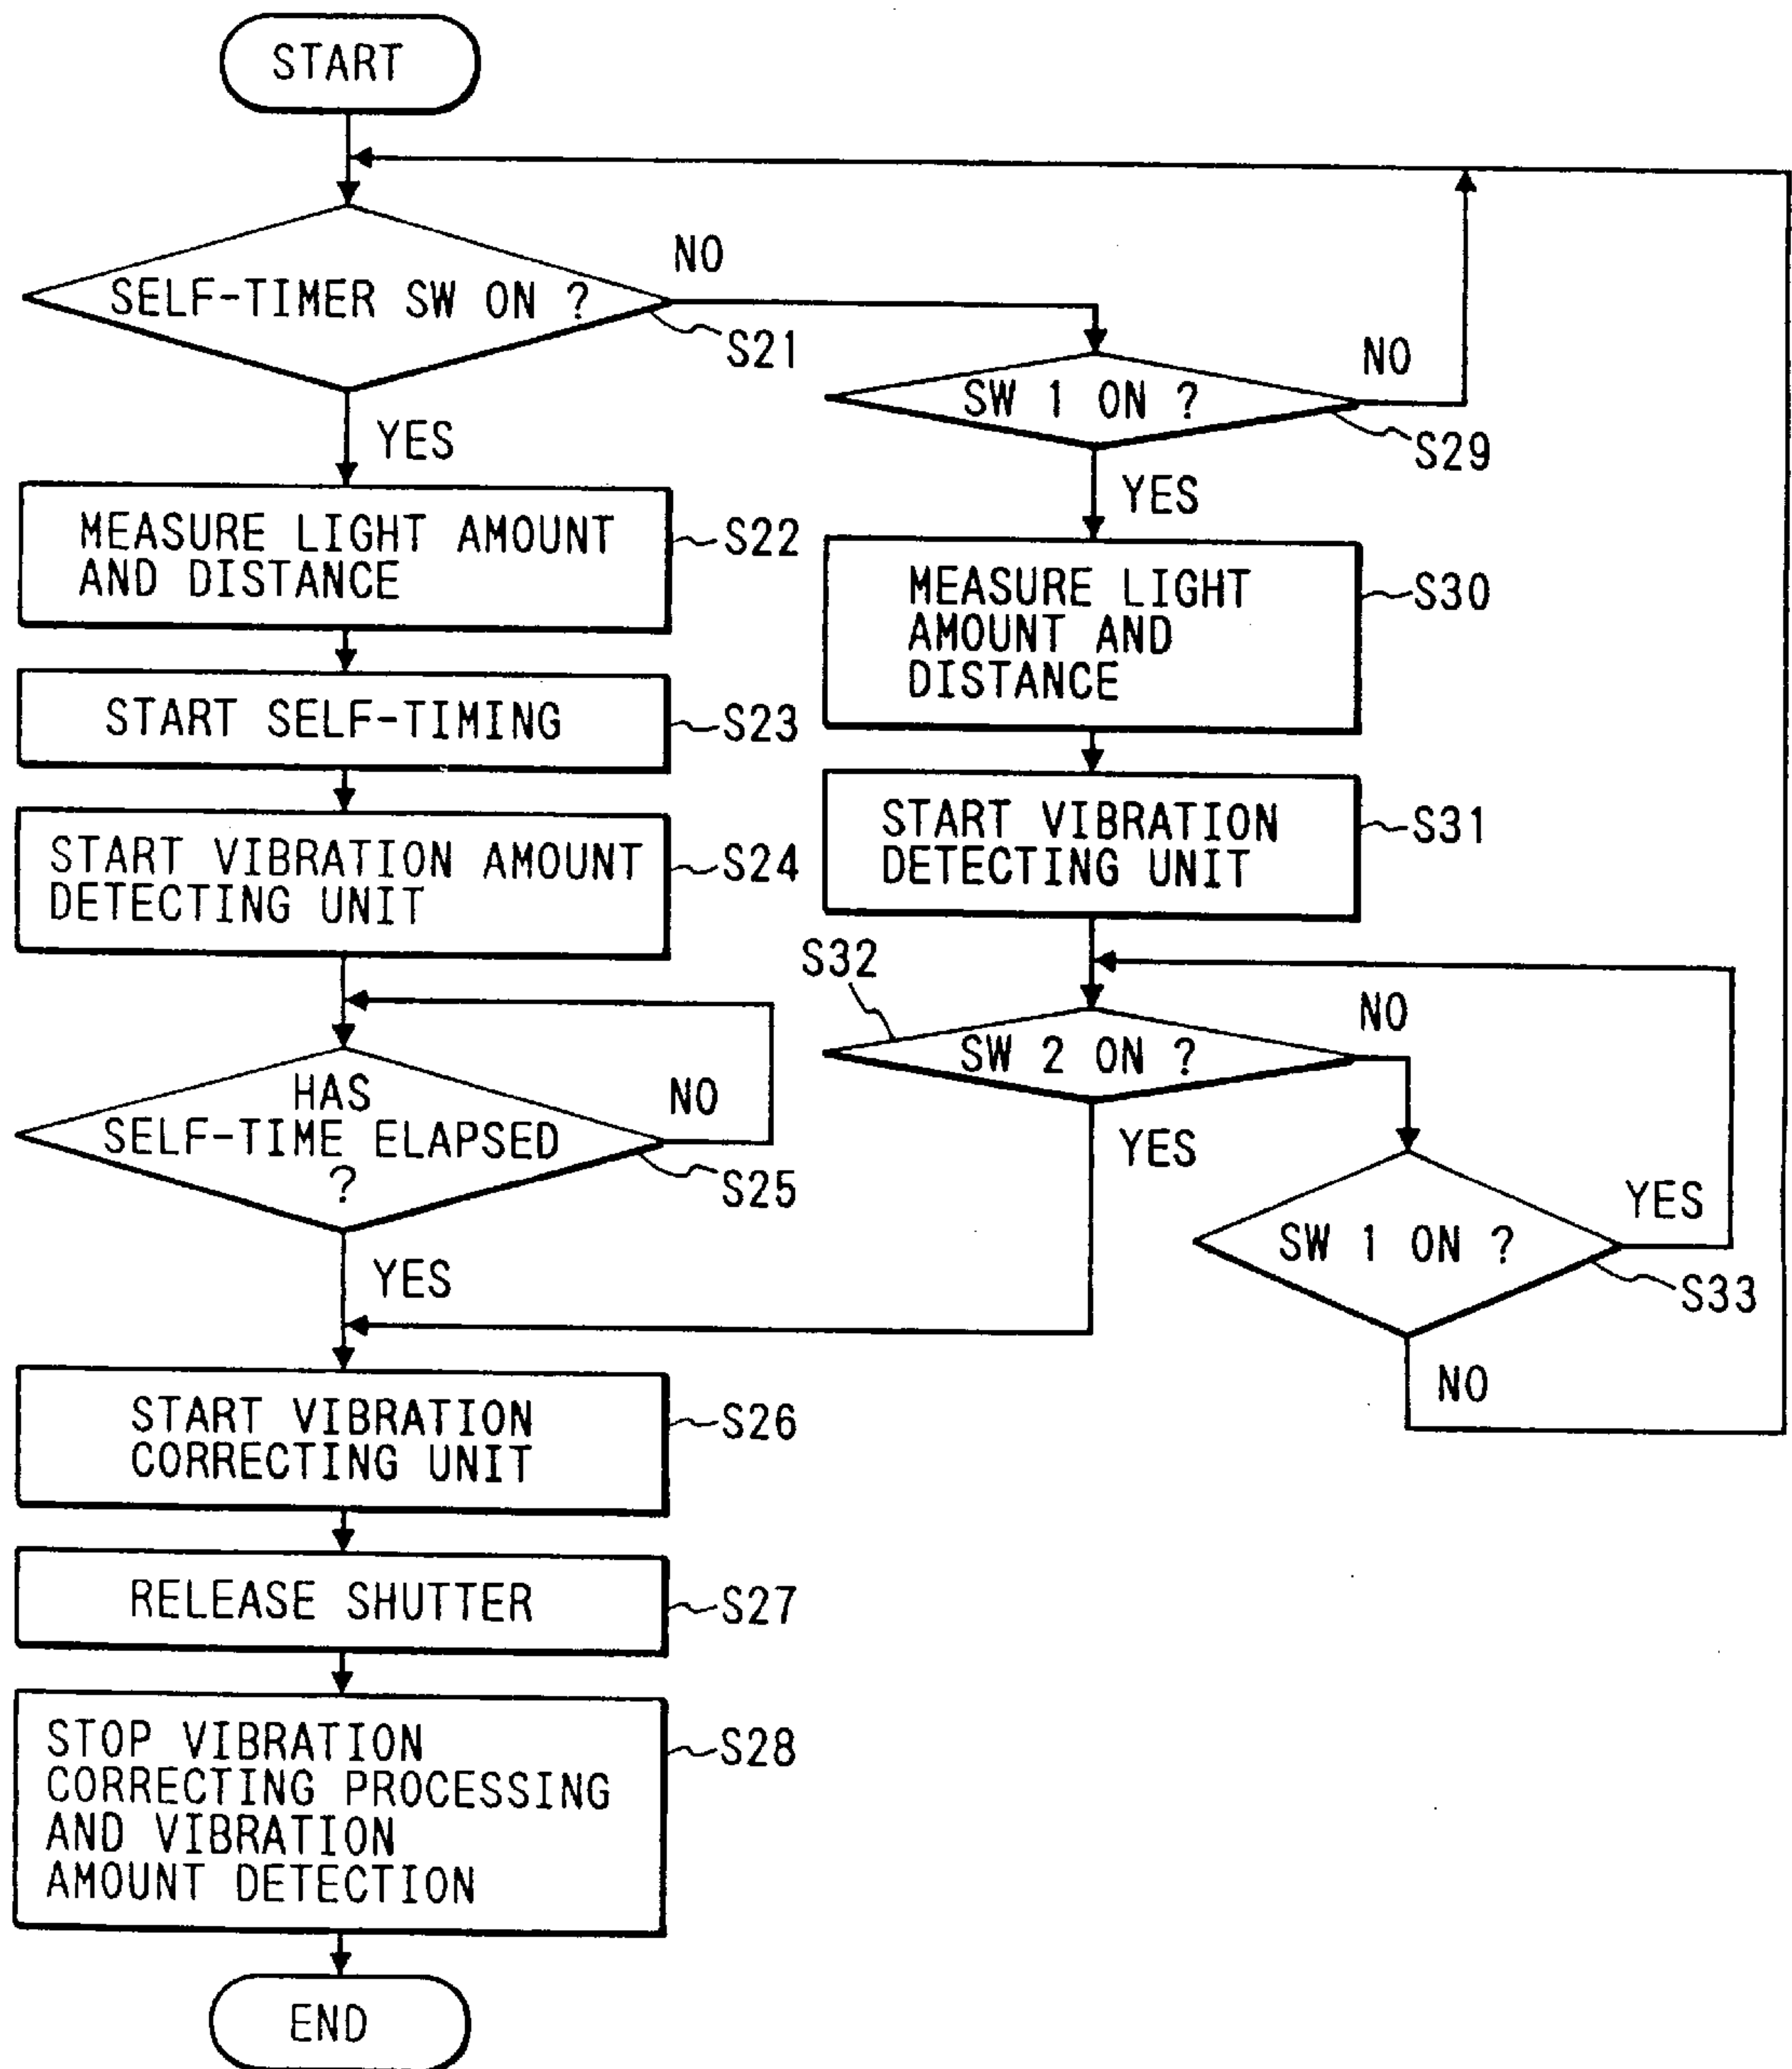 START
SELF-TIMER SW ON ?
NO
S21
YES
MEASURE LIGHT AMOUNT
AND DISTANCE
S22
START SELF-TIMING
S23
START VIBRATION AMOUNT
DETECTING UNIT
S24
HAS
SELF-TIME ELAPSED
?
NO
S25
YES
START VIBRATION
CORRECTING UNIT
S26
RELEASE SHUTTER
S27
STOP VIBRATION
CORRECTING PROCESSING
AND VIBRATION
AMOUNT DETECTION
S28
END
SW 1 ON ?
NO
S29
YES
MEASURE LIGHT
AMOUNT AND
DISTANCE
S30
START VIBRATION
DETECTING UNIT
S31
S32
SW 2 ON ?
NO
YES
SW 1 ON ?
YES
S33
NO